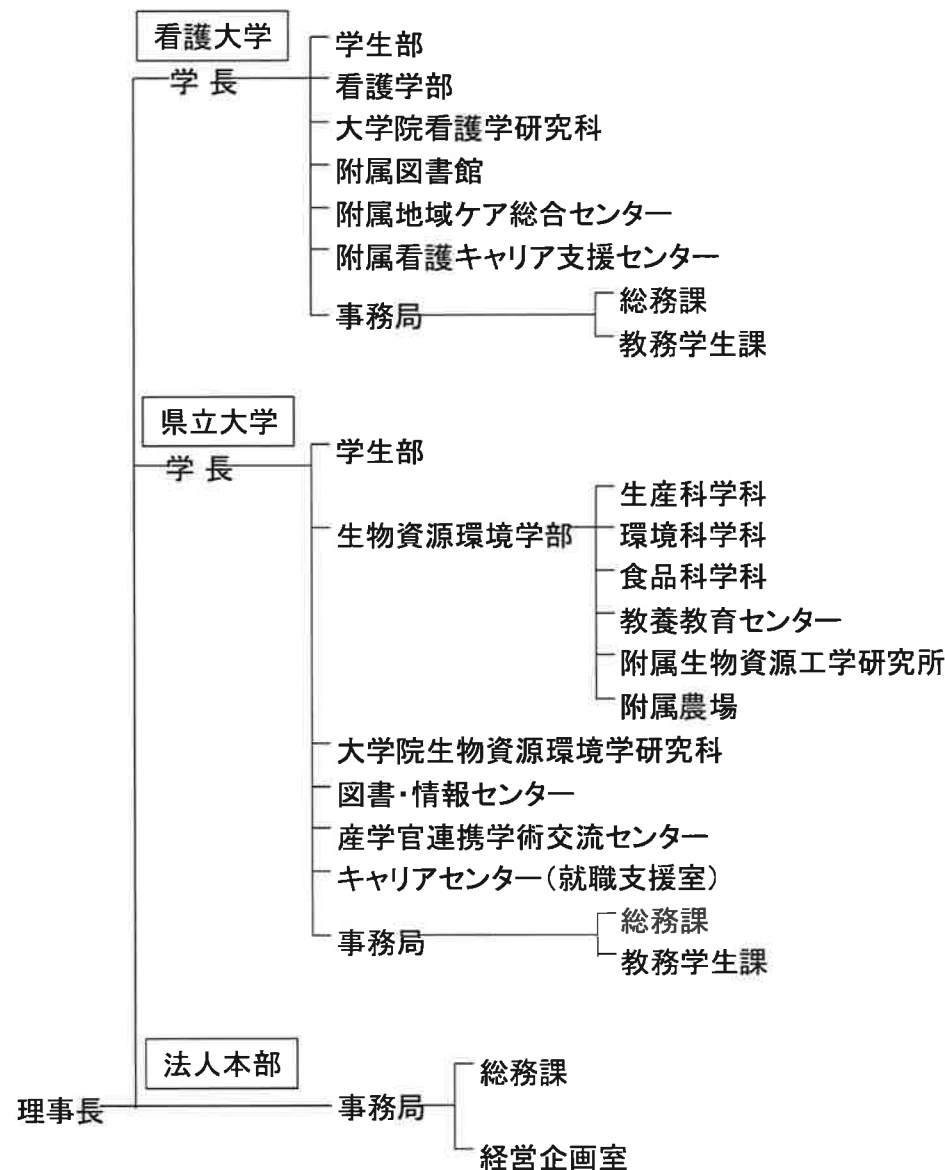 看護大学
学長
学生部
看護学部
大学院看護学研究科
附属図書館
附属地域ケア総合センター
附属看護キャリア支援センター
事務局
総務課
教務学生課
県立大学
学長
学生部
生物資源環境学部
生産科学科
環境科学科
食品科学科
教養教育センター
附属生物資源工学研究所
附属農場
大学院生物資源環境学研究科
図書・情報センター
産学官連携学術交流センター
キャリアセンター(就職支援室)
事務局
総務課
教務学生課
法人本部
理事長
事務局
総務課
経営企画室